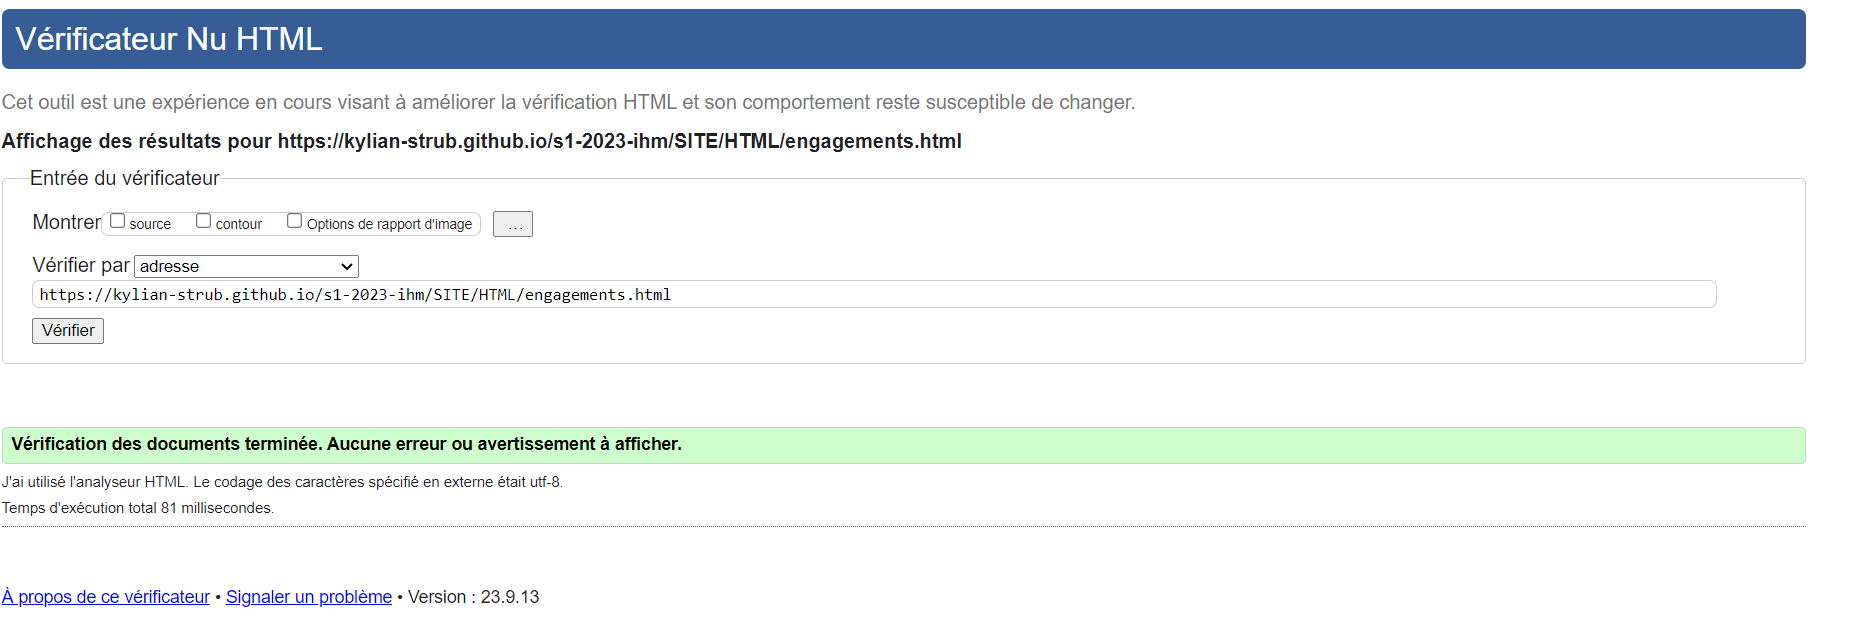 Vérificateur Nu HTML
Cet outil est une expérience en cours visant à améliorer la vérification HTML et son comportement reste susceptible de changer.
Affichage des résultats pour https://kylian-strub.github.io/s1-2023-ihm/SITE/HTML/engagements.html
Entrée du vérificateur
Montrer source contour Options de rapport d'image ...
Vérifier par adresse
https://kylian-strub.github.io/s1-2023-ihm/SITE/HTML/engagements.html
Vérifier
Vérification des documents terminée. Aucune erreur ou avertissement à afficher.
J'ai utilisé l'analyseur HTML. Le codage des caractères spécifié en externe était utf-8.
Temps d'exécution total 81 millisecondes.
À propos de ce vérificateur • Signaler un problème • Version : 23.9.13